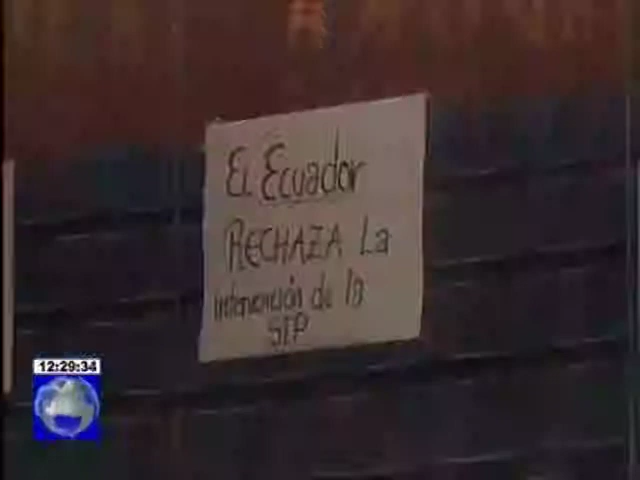 El Ecuador
RECHAZA La
intervención de la
SIP
12:29:34